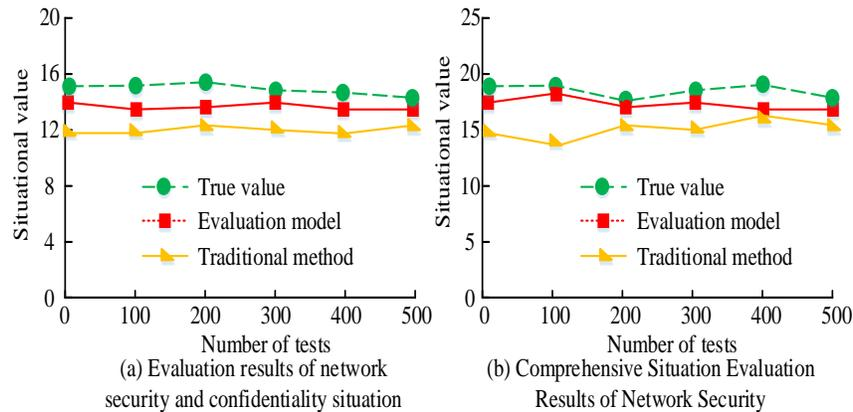 20
16
12
8
4
0
Situational value
True value
Evaluation model
Traditional method
0 100 200 300 400 500
Number of tests
(a) Evaluation results of network
security and confidentiality situation
25
20
15
10
5
0
Situational value
True value
Evaluation model
Traditional method
0 100 200 300 400 500
Number of tests
(b) Comprehensive Situation Evaluation
Results of Network Security